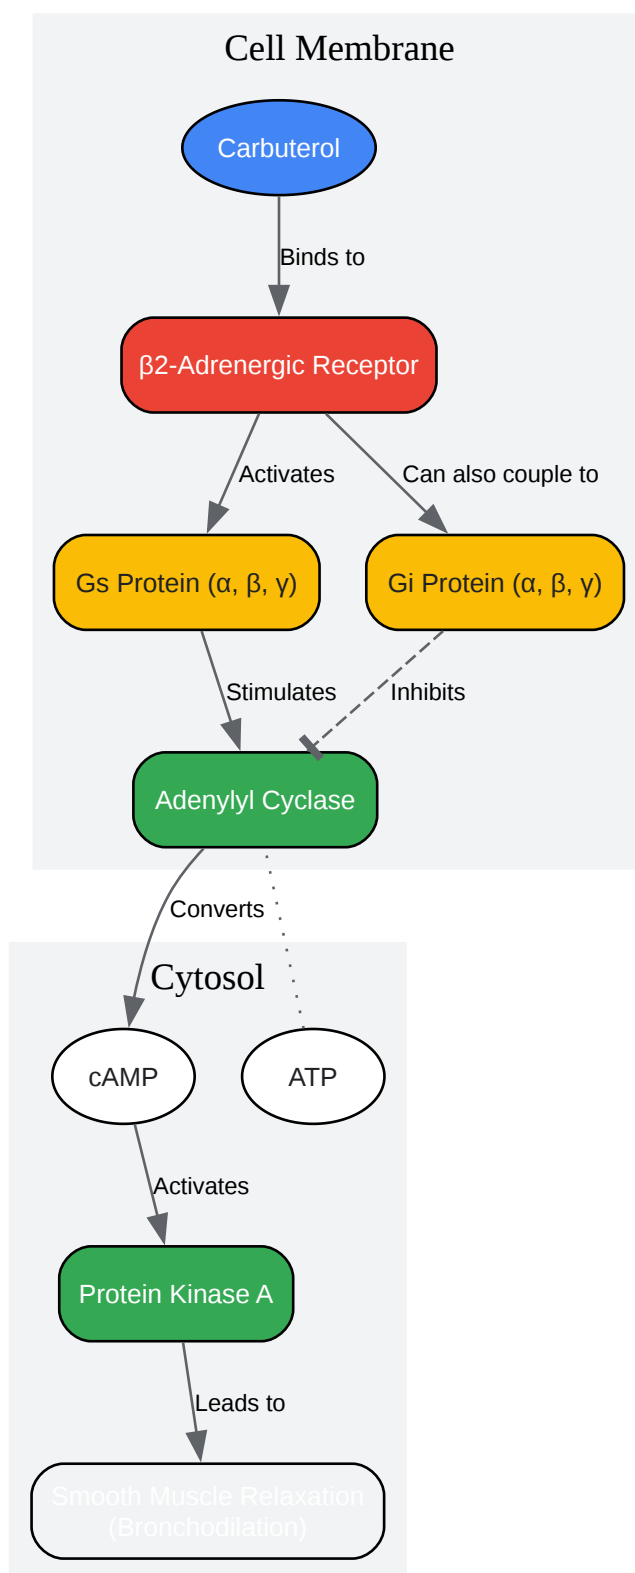 Cell Membrane
Carbuterol
Binds to
β2-Adrenergic Receptor
Activates
Can also couple to
Gs Protein (α, β, γ)
Gi Protein (α, β, γ)
Stimulates
Inhibits
Adenylyl Cyclase
Converts
Cytosol
cAMP
ATP
Activates
Protein Kinase A
Leads to
Smooth Muscle Relaxation
(Bronchodilation)